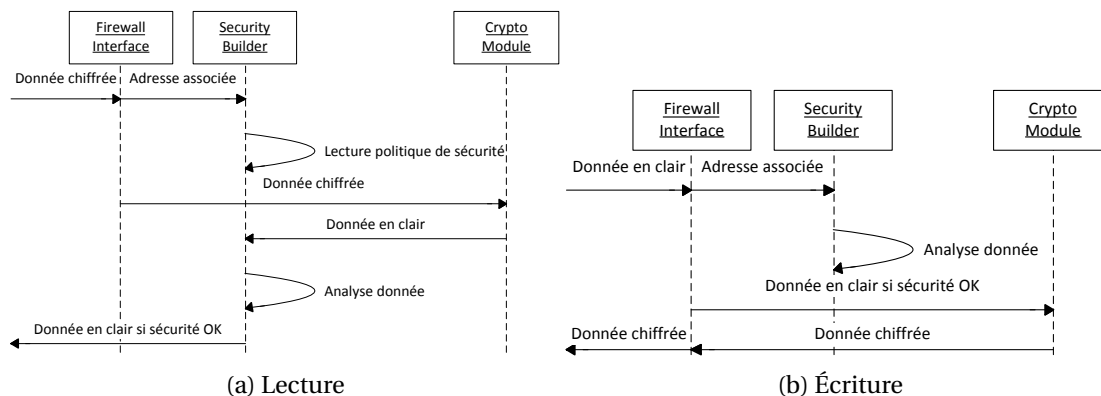 Firewall
Interface
Security
Builder
Crypto
Module
Donnée chiffrée
Adresse associée
Lecture politique de sécurité
Donnée chiffrée
Donnée en clair
Analyse donnée
Donnée en clair si sécurité OK
(a) Lecture
Firewall
Interface
Security
Builder
Crypto
Module
Donnée en clair
Adresse associée
Analyse donnée
Donnée en clair si sécurité OK
Donnée chiffrée
Donnée chiffrée
(b) Écriture